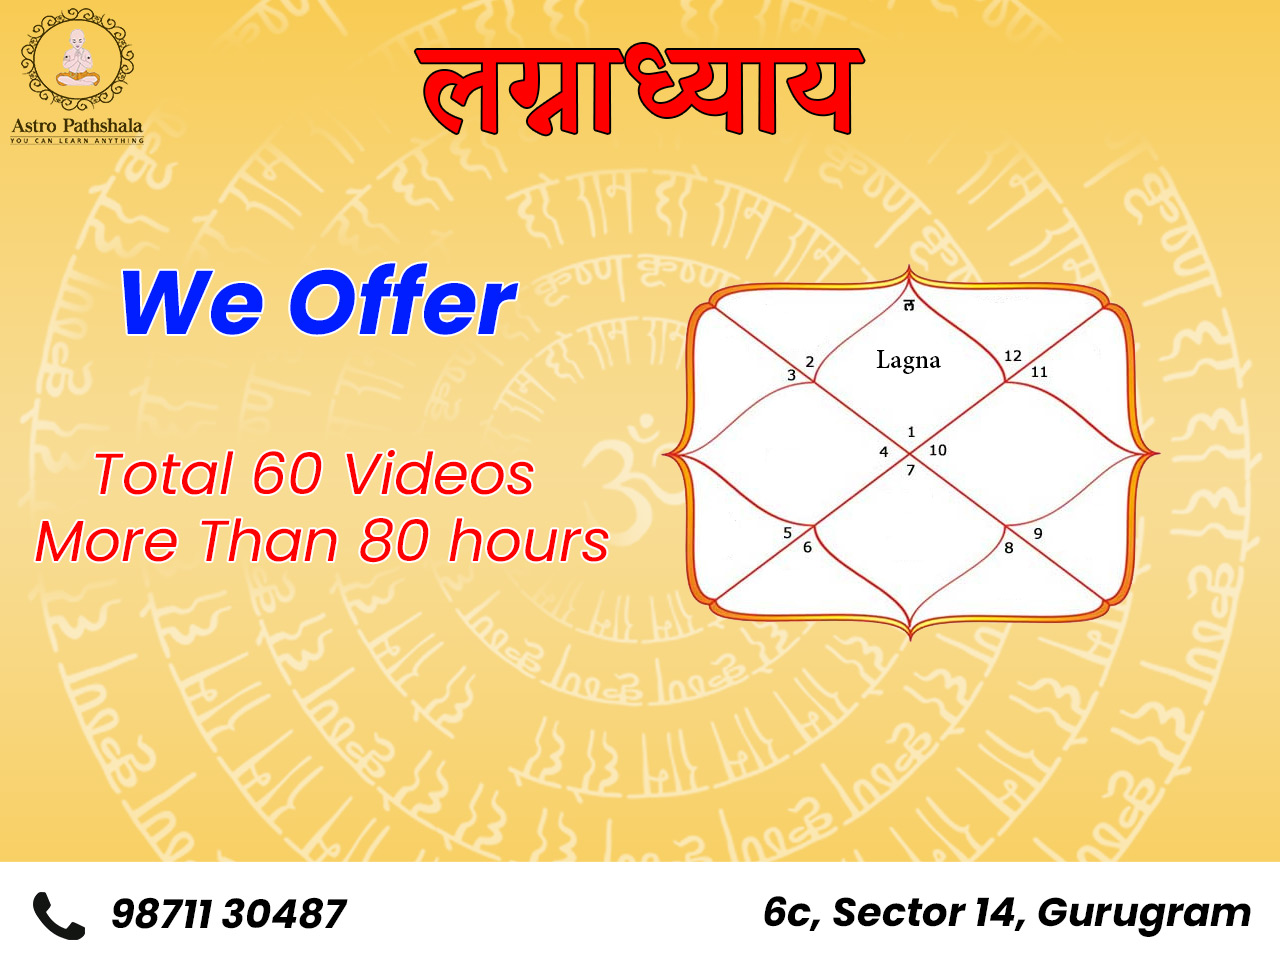 Astro Pathshala
YOU CAN LEARN ANYTHING
लग्नाध्याय
We Offer
Total 60 Videos
More Than 80 hours
ल
Lagna
2
12
3
11
1
4
10
7
5
9
6
8
98711 30487
6c, Sector 14, Gurugram